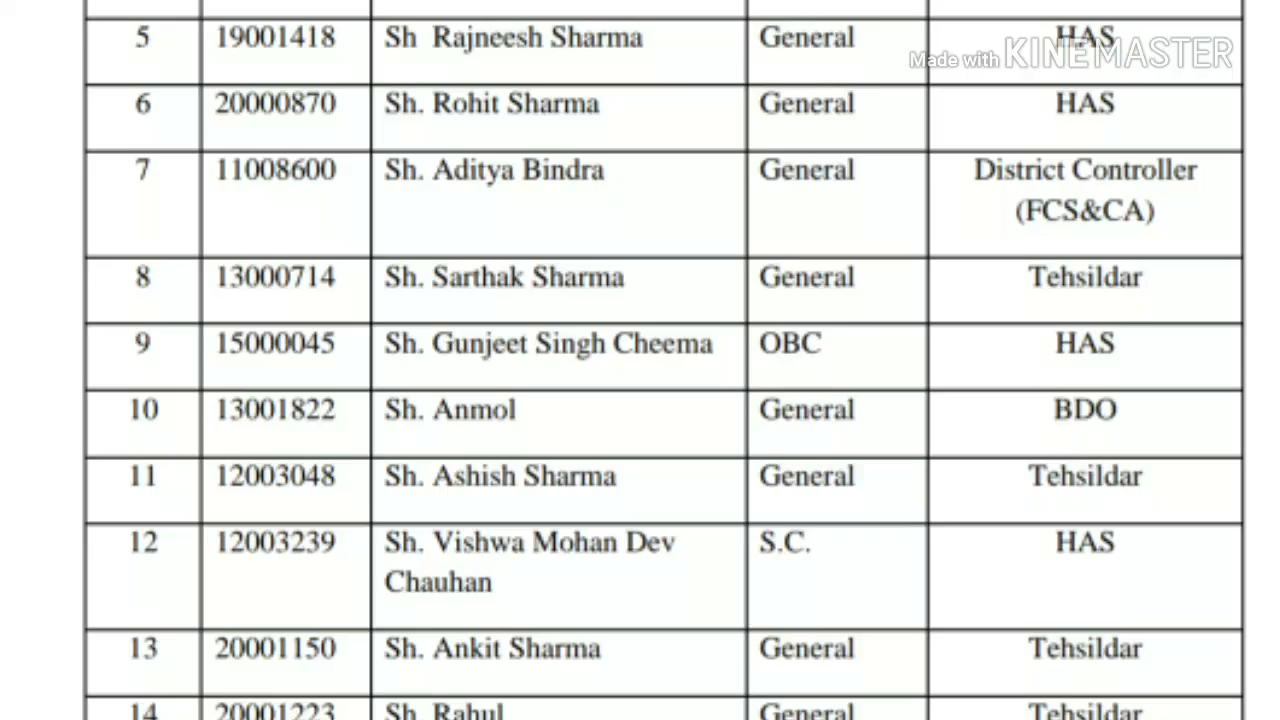 5 19001418 Sh Rajneesh Sharma General HAS
Made with KINEMASTER
6 20000870 Sh. Rohit Sharma General HAS
7 11008600 Sh. Aditya Bindra General District Controller
(FCS&CA)
8 13000714 Sh. Sarthak Sharma General Tehsildar
9 15000045 Sh. Gunjeet Singh Cheema OBC HAS
10 13001822 Sh. Anmol General BDO
11 12003048 Sh. Ashish Sharma General Tehsildar
12 12003239 Sh. Vishwa Mohan Dev S.C. HAS
Chauhan
13 20001150 Sh. Ankit Sharma General Tehsildar
14 20001223 Sh. Rahul General Tehsildar